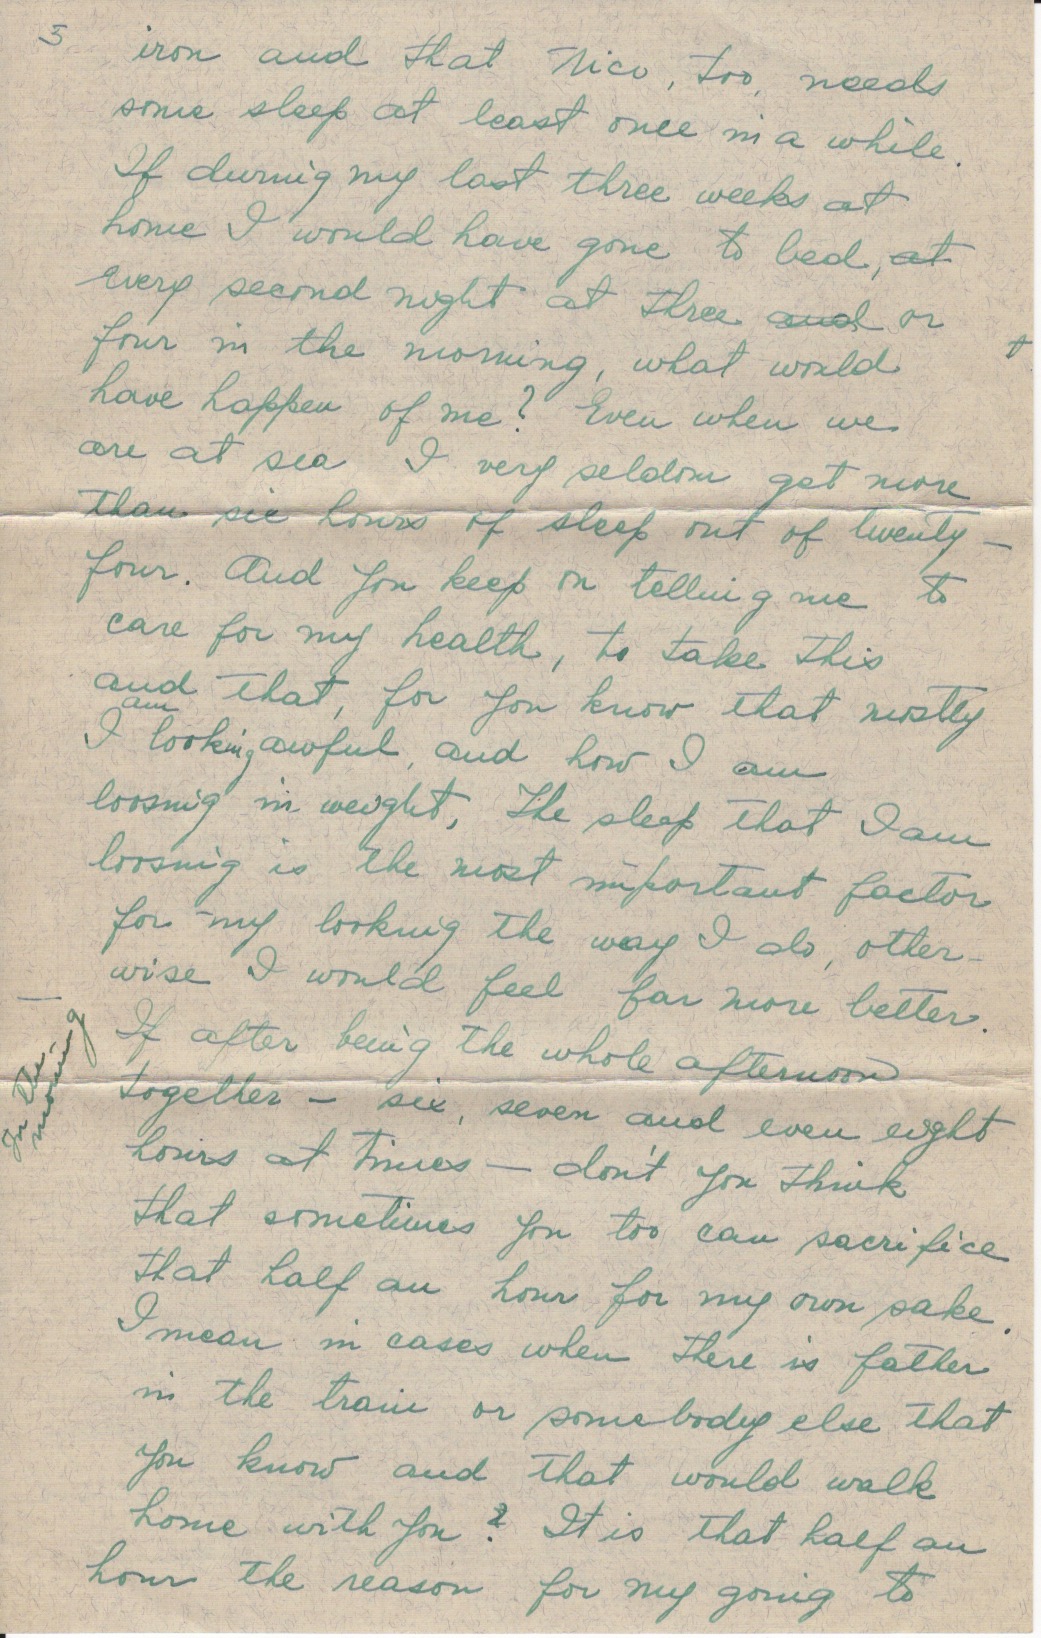 5
iron and that Nico, too, needs
some sleep at least once in a while.
If during my last three weeks at
home I would have gone to bed, at
every second night at three and or
four in the morning, what would
have happen of me? Even when we
are at sea I very seldom get more
than six hours of sleep out of twenty-
four. And you keep on telling me to
care for my health, to take this
and that, for you know that mostly
am
I looking awful, and how I am
loosnig in weight, The sleep that I am
loosnig is the most important factor
for my looking the way I do, other-
wise I would feel far more better.
If after being the whole afternoon
together - six, seven and even eight
hours at times - don't you think
that sometimes you too can sacrifice
that half an hour for my own sake.
I mean in cases when there is father
in the train or somebody else that
you know and that would walk
home with you? It is that half an
hour the reason for my going to
In the
morning